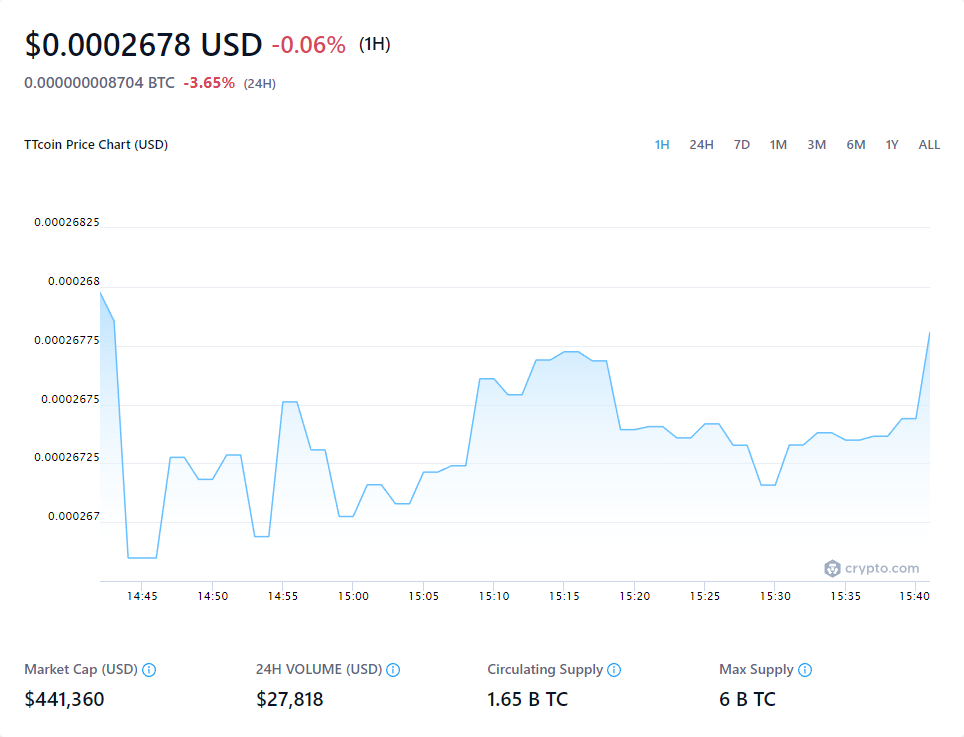 $0.0002678 USD -0.06% (1H)
0.000000008704 BTC -3.65% (24H)
TTcoin Price Chart (USD) 1H 24H 7D 1M 3M 6M 1Y ALL
0.00026825
0.000268
0.00026775
0.0002675
0.00026725
0.000267
crypto.com
14:45 14:50 14:55 15:00 15:05 15:10 15:15 15:20 15:25 15:30 15:35 15:40
Market Cap (USD) 24H VOLUME (USD) Circulating Supply Max Supply
$441,360 $27,818 1.65 B TC 6 B TC